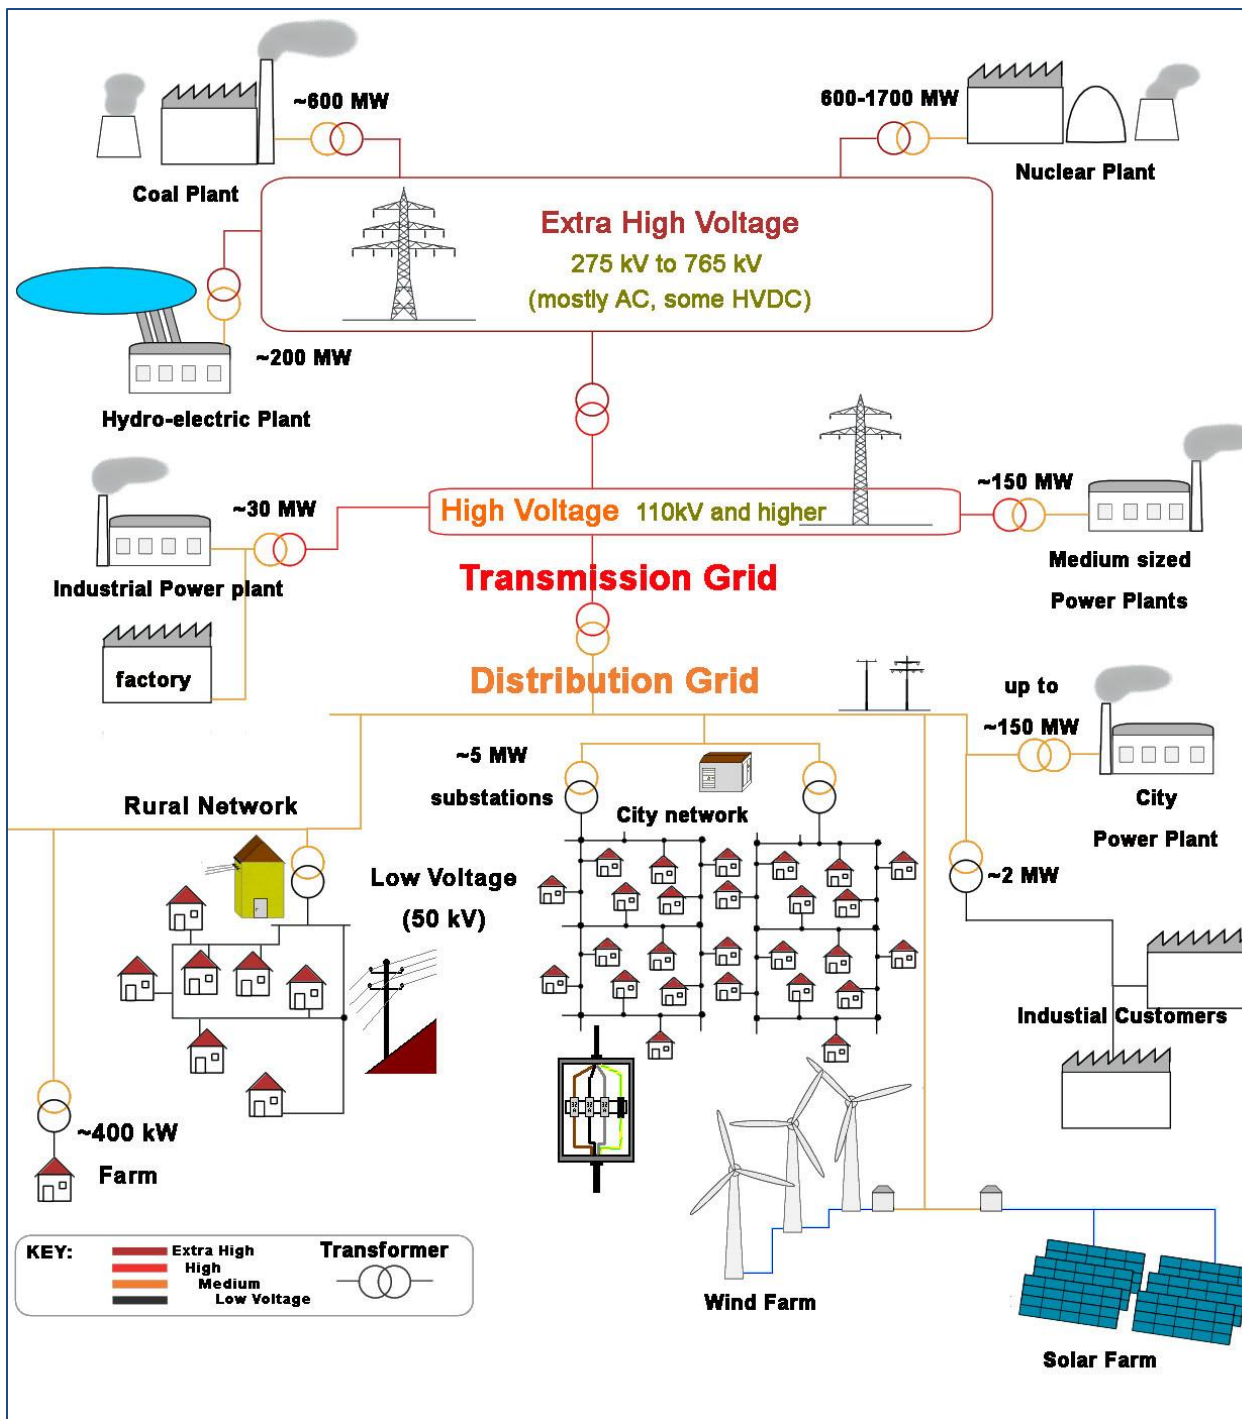 ~600 MW
600-1700 MW
Coal Plant
Nuclear Plant
Extra High Voltage
275 kV to 765 kV
(mostly AC, some HVDC)
~200 MW
Hydro-electric Plant
~150 MW
~30 MW
High Voltage 110kV and higher
Industrial Power plant
Medium sized
Power Plants
Transmission Grid
factory
Distribution Grid
up to
~150 MW
~5 MW
substations
City network
City
Power Plant
Rural Network
Low Voltage
(50 kV)
~2 MW
Industial Customers
~400 kW
Farm
Wind Farm
Solar Farm
KEY:
Extra High
High
Medium
Low Voltage
Transformer